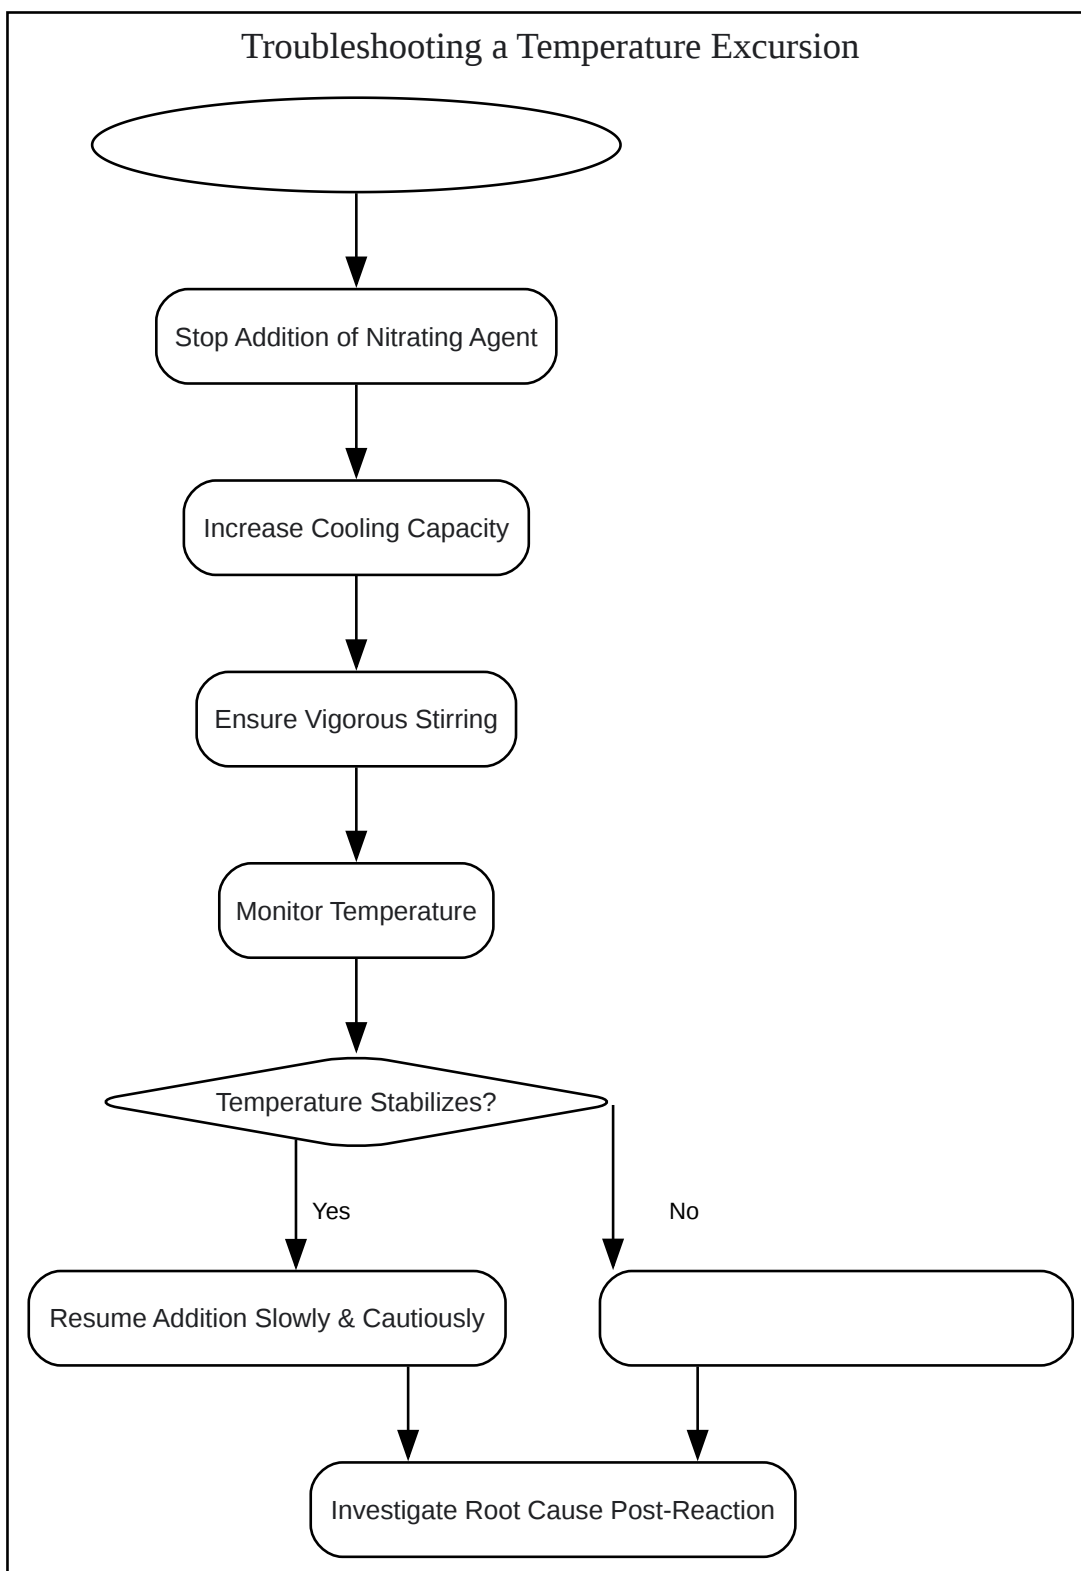 Troubleshooting a Temperature Excursion
Stop Addition of Nitrating Agent
Increase Cooling Capacity
Ensure Vigorous Stirring
Monitor Temperature
Temperature Stabilizes?
Yes
No
Resume Addition Slowly & Cautiously
Investigate Root Cause Post-Reaction